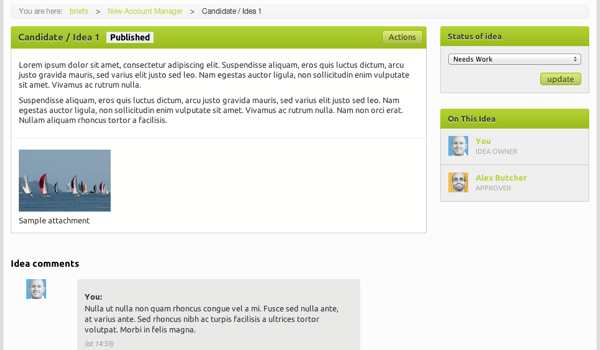 You are here: briefs > New Account Manager > Candidate / Idea 1
Candidate / Idea 1 Published Actions
Lorem ipsum dolor sit amet, consectetur adipiscing elit. Suspendisse aliquam, eros quis luctus dictum, arcu
justo gravida mauris, sed varius elit justo sed leo. Nam egestas auctor ligula, non sollicitudin enim vulputate
sit amet. Vivamus ac rutrum nulla.
Suspendisse aliquam, eros quis luctus dictum, arcu justo gravida mauris, sed varius elit justo sed leo. Nam
egestas auctor ligula, non sollicitudin enim vulputate sit amet. Vivamus ac rutrum nulla. Nam non orci erat.
Nullam aliquam rhoncus tortor a facilisis.
Sample attachment
Status of idea
Needs Work
update
On This Idea
You
IDEA OWNER
Alex Butcher
APPROVER
Idea comments
You:
Nulla ut nulla non quam rhoncus congue vel a mi. Fusce sed nulla ante,
at varius ante. Sed rhoncus nibh ac turpis facilisis a ultrices tortor
volutpat. Morbi in felis magna.
(at 14:59)